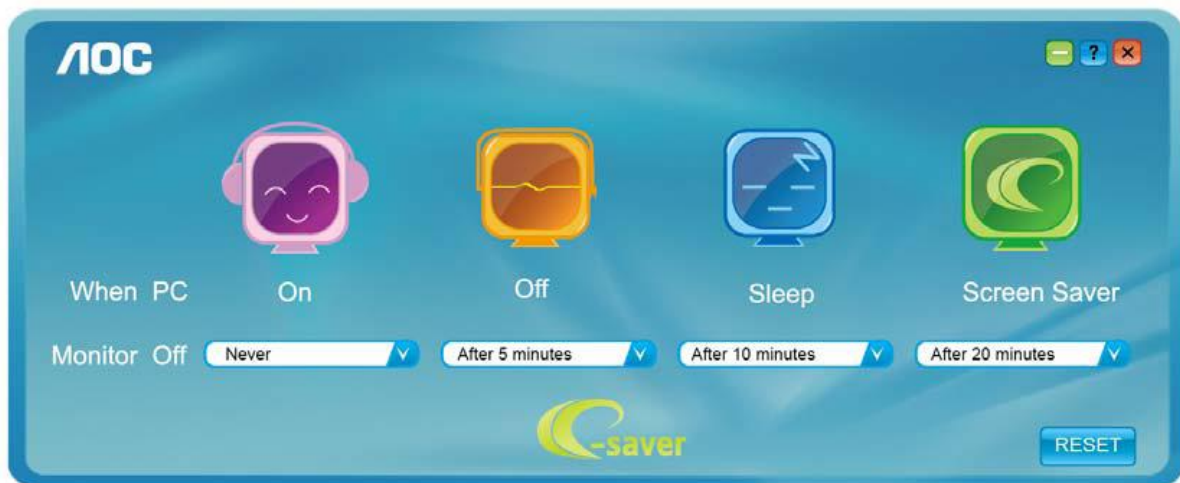 AOC
?
When PC On Off Sleep Screen Saver
Monitor Off Never After 5 minutes After 10 minutes After 20 minutes
e-saver
RESET